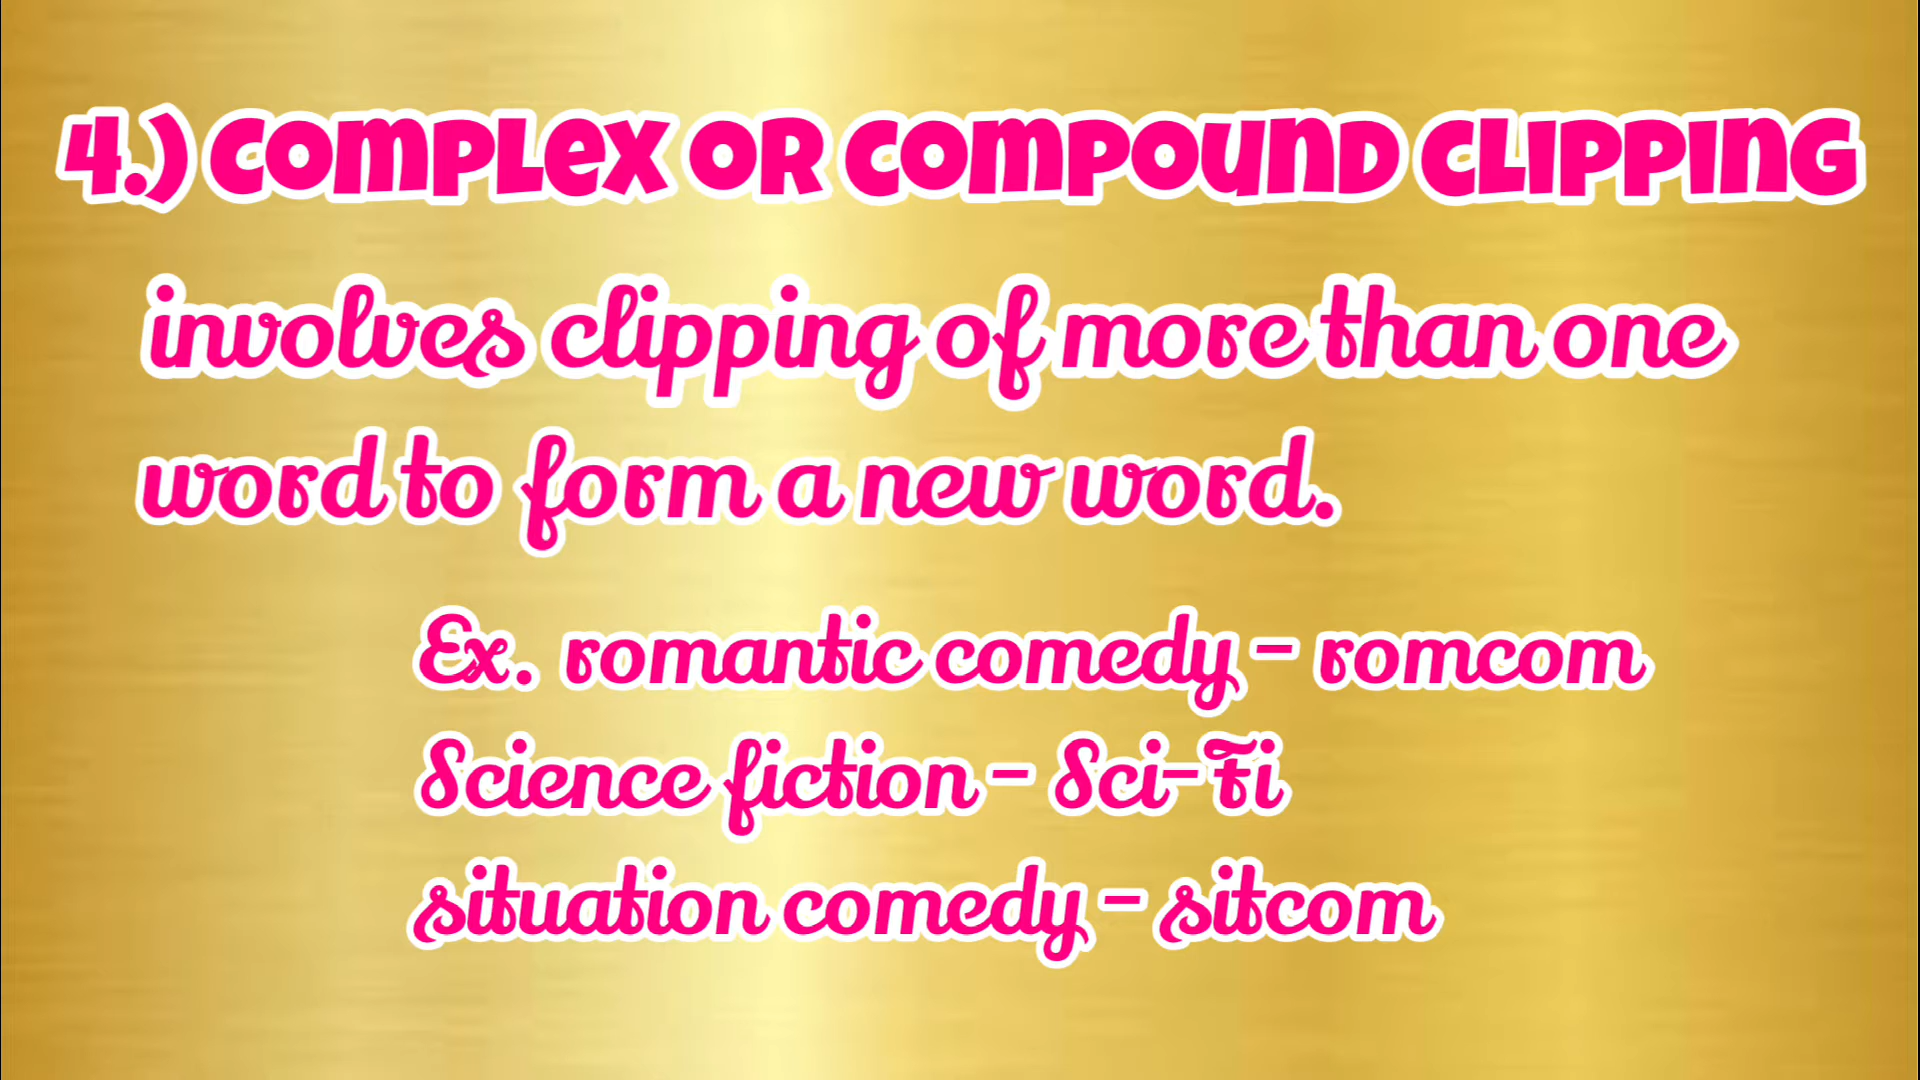 4.) COMPLEX OR COMPOUND CLIPPING
involves clipping of more than one
word to form a new word.
Ex. romantic comedy - romcom
Science fiction - Sci-Fi
situation comedy - sitcom